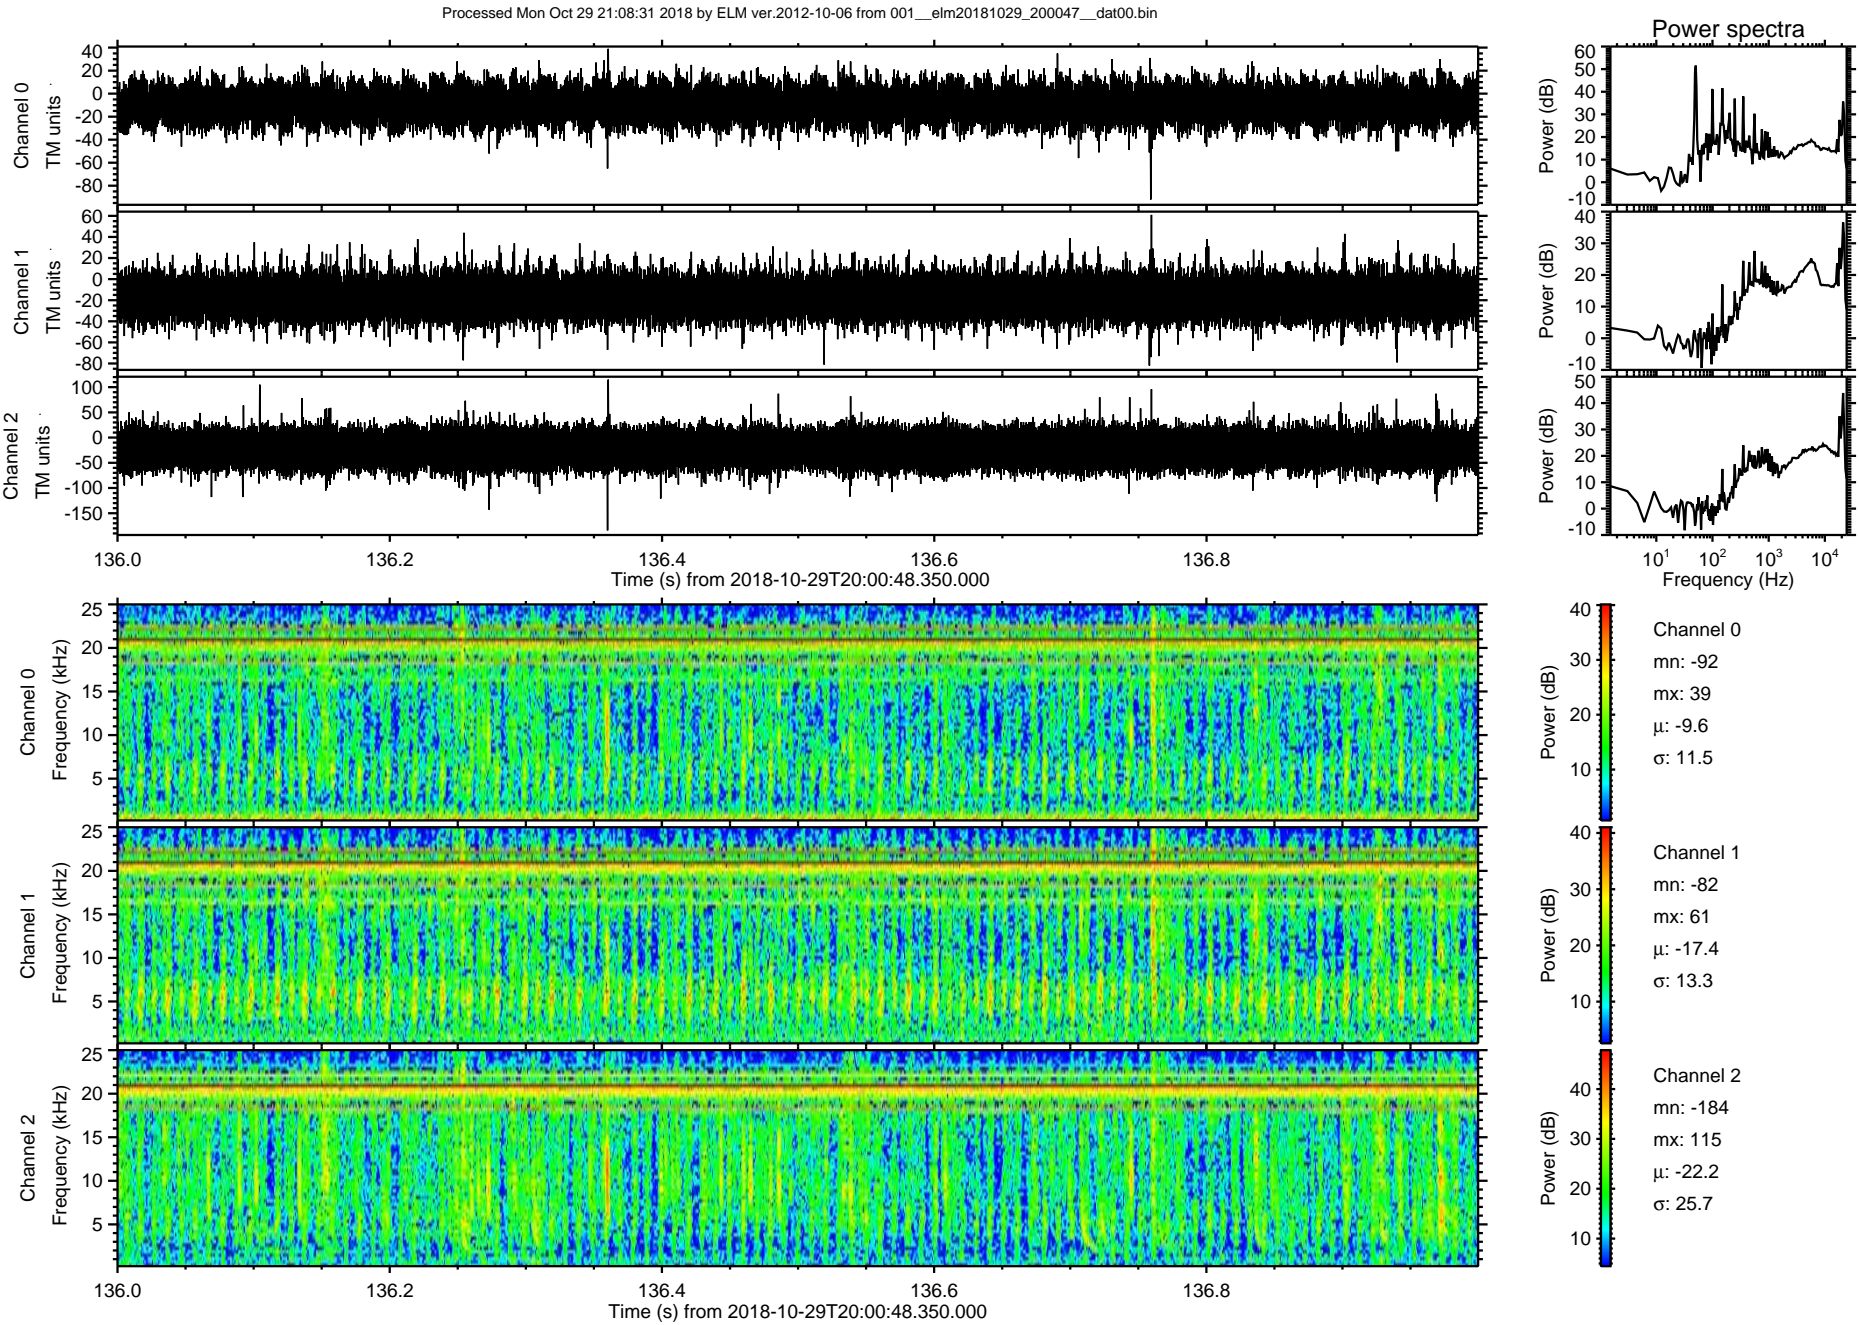 Processed Mon Oct 29 21:08:31 2018 by ELM ver.2012-10-06 from 001__elm20181029_200047__dat00.bin
Power spectra
Channel 0
TM units
40
20
0
-20
-40
-60
-80
Power (dB)
60
50
40
30
20
10
0
-10
Channel 1
TM units
60
40
20
0
-20
-40
-60
-80
Power (dB)
40
30
20
10
0
-10
Channel 2
TM units
100
50
0
-50
-100
-150
Power (dB)
50
40
30
20
10
0
-10
136.0 136.2 136.4 136.6 136.8
Time (s) from 2018-10-29T20:00:48.350.000
10¹ 10² 10³ 10⁴
Frequency (Hz)
Channel 0
Frequency (kHz)
25
20
15
10
5
Power (dB)
40
30
20
10
Channel 0
mn: -92
mx: 39
μ: -9.6
σ: 11.5
Channel 1
Frequency (kHz)
25
20
15
10
5
Power (dB)
40
30
20
10
Channel 1
mn: -82
mx: 61
μ: -17.4
σ: 13.3
Channel 2
Frequency (kHz)
25
20
15
10
5
Power (dB)
40
30
20
10
Channel 2
mn: -184
mx: 115
μ: -22.2
σ: 25.7
136.0 136.2 136.4 136.6 136.8
Time (s) from 2018-10-29T20:00:48.350.000